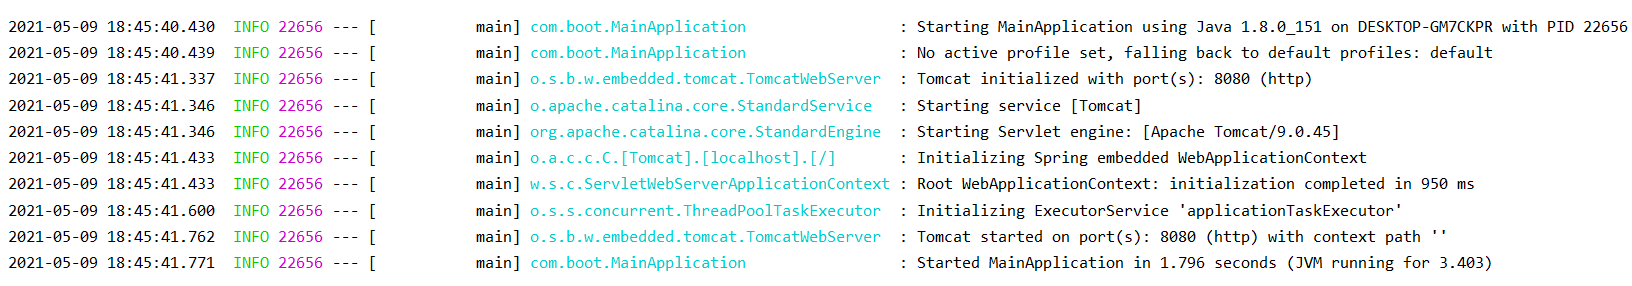 2021-05-09 18:45:40.430  INFO 22656 --- [           main] com.boot.MainApplication                 : Starting MainApplication using Java 1.8.0_151 on DESKTOP-GM7CKPR with PID 22656
2021-05-09 18:45:40.439  INFO 22656 --- [           main] com.boot.MainApplication                 : No active profile set, falling back to default profiles: default
2021-05-09 18:45:41.337  INFO 22656 --- [           main] o.s.b.w.embedded.tomcat.TomcatWebServer  : Tomcat initialized with port(s): 8080 (http)
2021-05-09 18:45:41.346  INFO 22656 --- [           main] o.apache.catalina.core.StandardService   : Starting service [Tomcat]
2021-05-09 18:45:41.346  INFO 22656 --- [           main] org.apache.catalina.core.StandardEngine  : Starting Servlet engine: [Apache Tomcat/9.0.45]
2021-05-09 18:45:41.433  INFO 22656 --- [           main] o.a.c.c.C.[Tomcat].[localhost].[/]       : Initializing Spring embedded WebApplicationContext
2021-05-09 18:45:41.433  INFO 22656 --- [           main] w.s.c.ServletWebServerApplicationContext : Root WebApplicationContext: initialization completed in 950 ms
2021-05-09 18:45:41.600  INFO 22656 --- [           main] o.s.s.concurrent.ThreadPoolTaskExecutor  : Initializing ExecutorService 'applicationTaskExecutor'
2021-05-09 18:45:41.762  INFO 22656 --- [           main] o.s.b.w.embedded.tomcat.TomcatWebServer  : Tomcat started on port(s): 8080 (http) with context path ''
2021-05-09 18:45:41.771  INFO 22656 --- [           main] com.boot.MainApplication                 : Started MainApplication in 1.796 seconds (JVM running for 3.403)